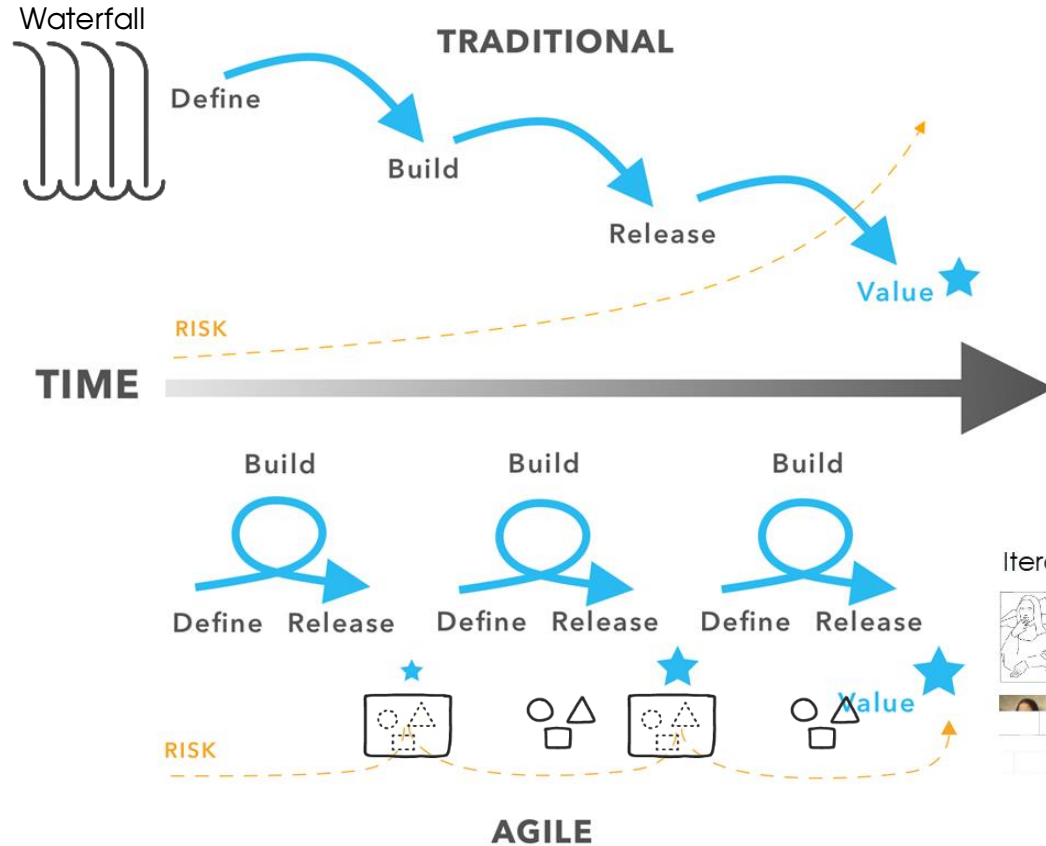 Waterfall
TRADITIONAL
Define
Build
Release
Value
RISK
TIME
Build
Build
Build
Define Release
Define Release
Define Release
Value
RISK
AGILE